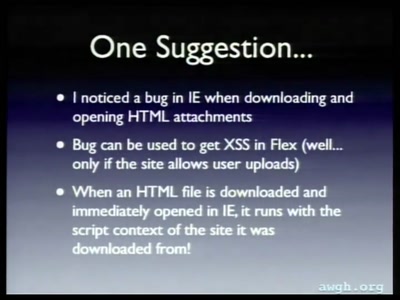 One Suggestion...
• I noticed a bug in IE when downloading and
opening HTML attachments
• Bug can be used to get XSS in Flex (well...
only if the site allows user uploads)
• When an HTML file is downloaded and
immediately opened in IE, it runs with the
script context of the site it was
downloaded from!
awgh.org